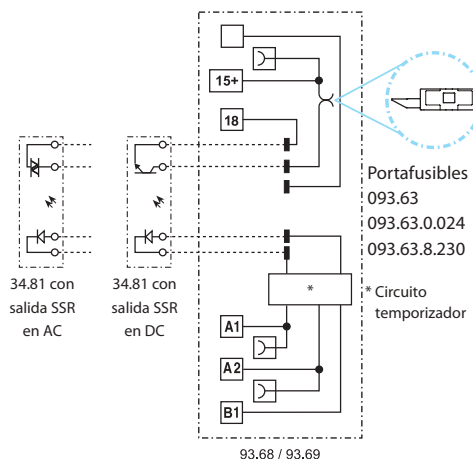 15+
18
Portafusibles
093.63
093.63.0.024
093.63.8.230
34.81 con
salida SSR
en AC
34.81 con
salida SSR
en DC
*
* Circuito
temporizador
A1
A2
B1
93.68 / 93.69